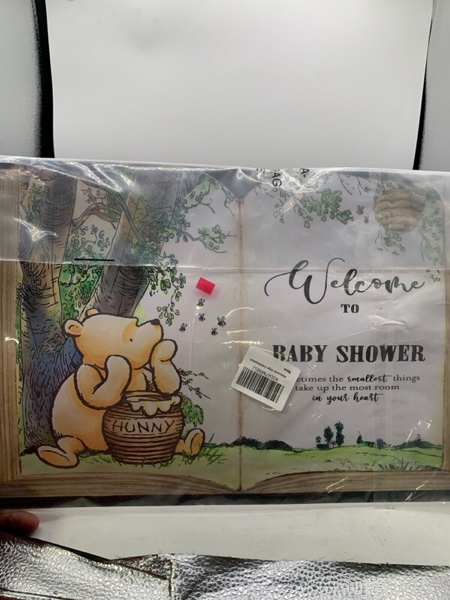 Welcome
TO
BABY SHOWER
etimes the smallest things
take up the most room
in your heart
HUNNY